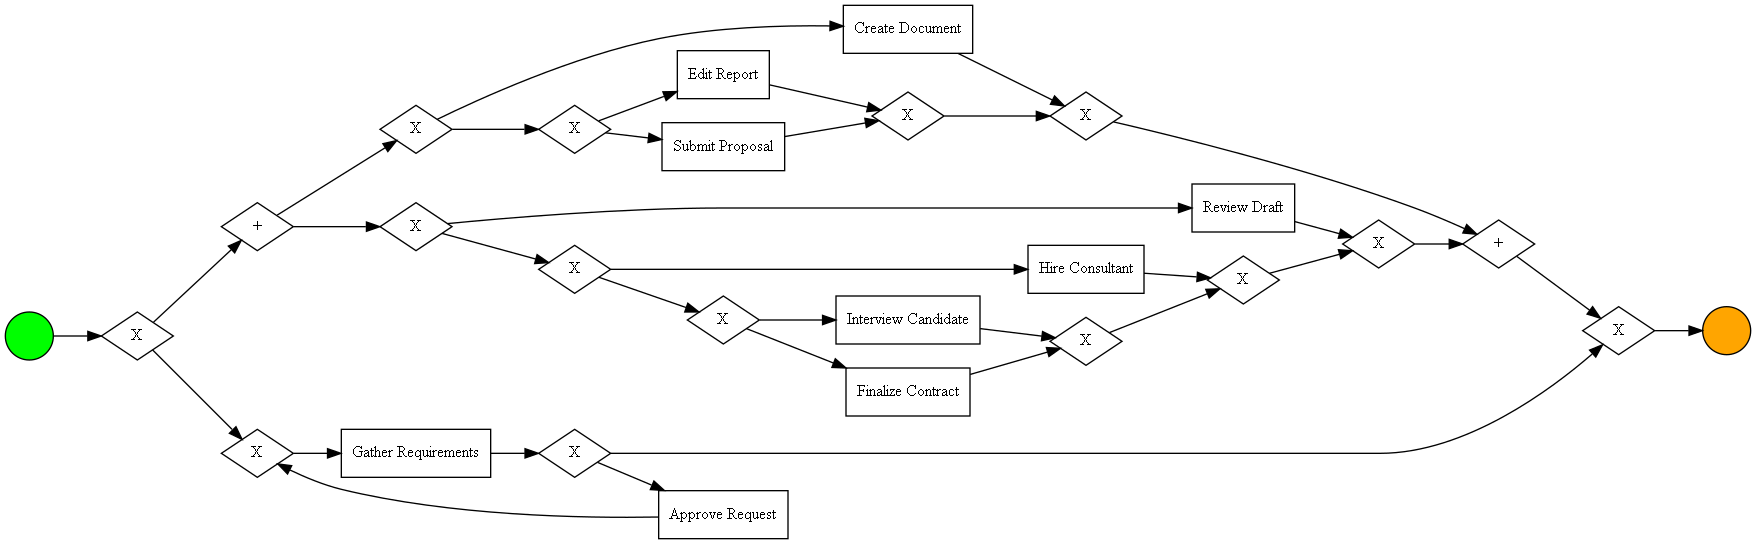 Create Document
Edit Report
X
X
X
X
Submit Proposal
Review Draft
+
X
X
+
Hire Consultant
X
X
X
Interview Candidate
X
X
X
X
Finalize Contract
X
Gather Requirements
X
Approve Request